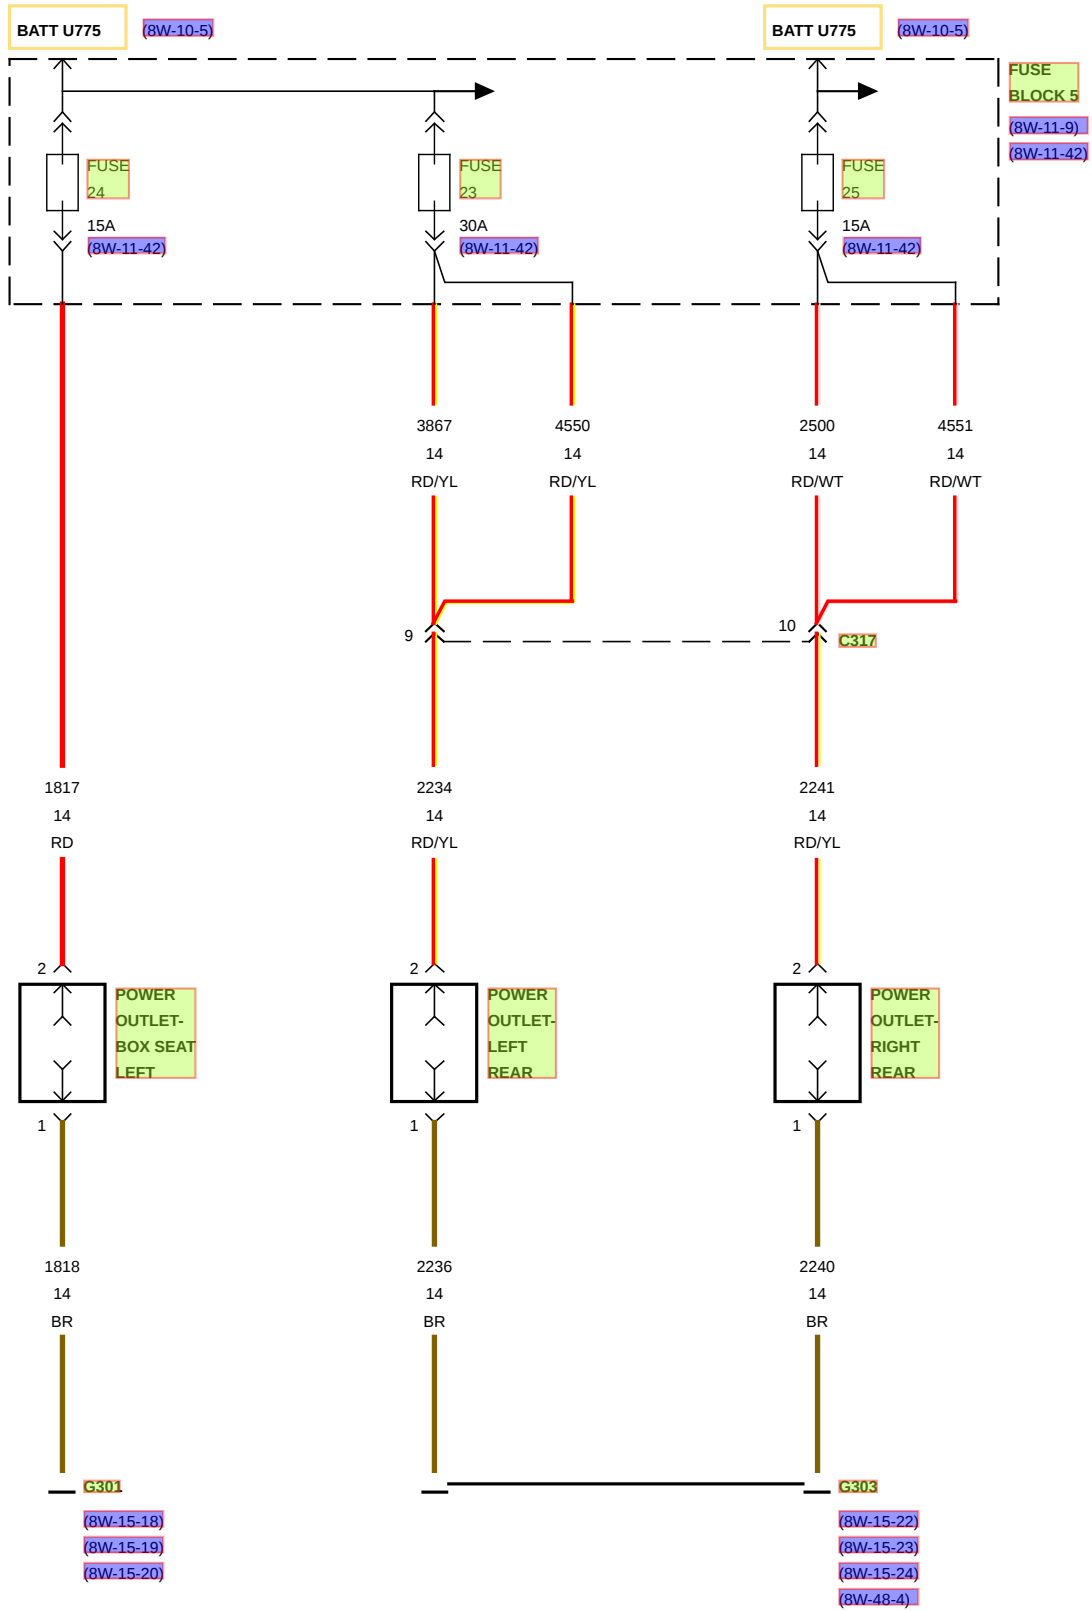 BATT U775 (8W-10-5) BATT U775 (8W-10-5)
FUSE
BLOCK 5
(8W-11-9)
(8W-11-42)
FUSE
24
15A
(8W-11-42)
FUSE
23
30A
(8W-11-42)
FUSE
25
15A
(8W-11-42)
3867
14
RD/YL
4550
14
RD/YL
2500
14
RD/WT
4551
14
RD/WT
9 10 C317
1817
14
RD
2234
14
RD/YL
2241
14
RD/YL
2
POWER
OUTLET-
BOX SEAT
LEFT
1
2
POWER
OUTLET-
LEFT
REAR
1
2
POWER
OUTLET-
RIGHT
REAR
1
1818
14
BR
2236
14
BR
2240
14
BR
G301
(8W-15-18)
(8W-15-19)
(8W-15-20)
G303
(8W-15-22)
(8W-15-23)
(8W-15-24)
(8W-48-4)